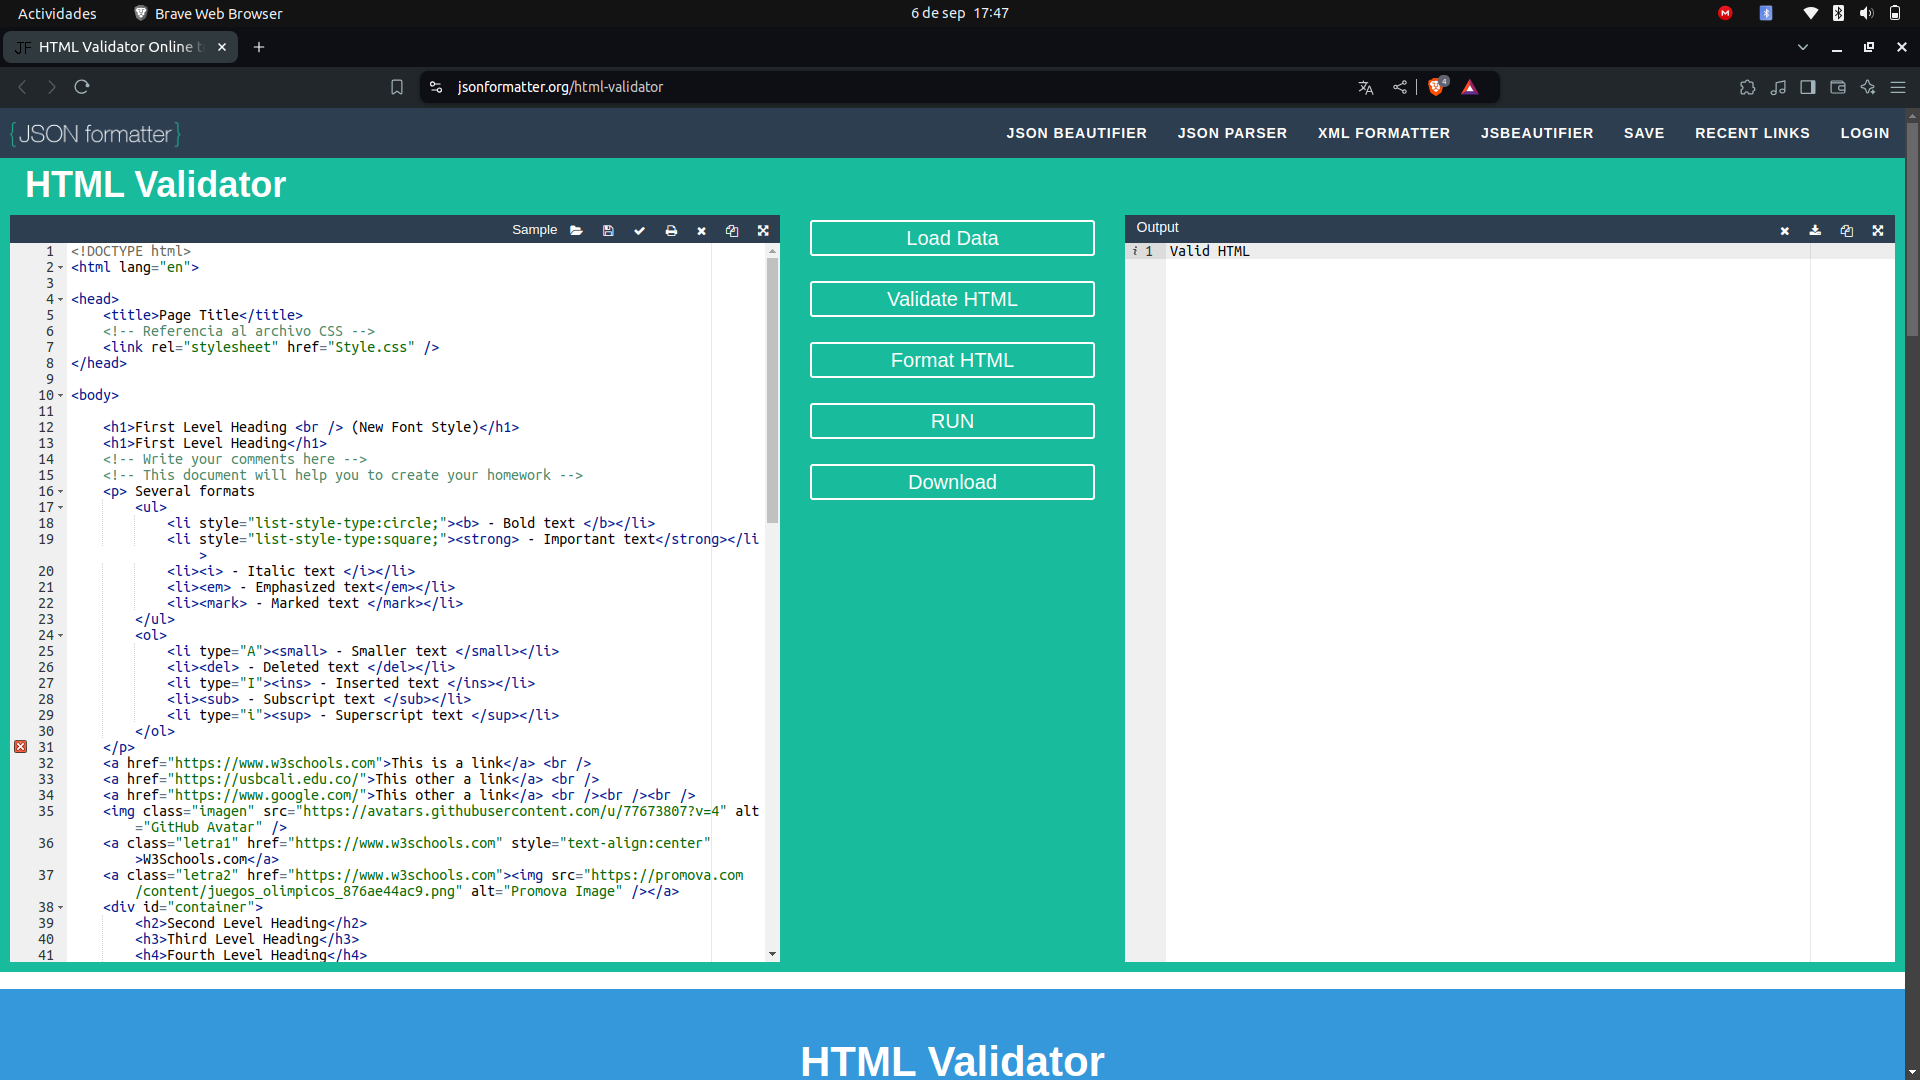 Actividades
Brave Web Browser
6 de sep 17:47
HTML Validator Online t
jsonformatter.org/html-validator
4
{JSON formatter}
JSON BEAUTIFIER
JSON PARSER
XML FORMATTER
JSBEAUTIFIER
SAVE
RECENT LINKS
LOGIN
HTML Validator
Sample
1 <!DOCTYPE html>
2 <html lang="en">
3
4 <head>
5 <title>Page Title</title>
6 <!-- Referencia al archivo CSS -->
7 <link rel="stylesheet" href="Style.css" />
8 </head>
9
10 <body>
11
12 <h1>First Level Heading <br /> (New Font Style)</h1>
13 <h1>First Level Heading</h1>
14 <!-- Write your comments here -->
15 <!-- This document will help you to create your homework -->
16 <p> Several formats
17 <ul>
18 <li style="list-style-type:circle;"><b> - Bold text </b></li>
19 <li style="list-style-type:square;"><strong> - Important text</strong></li
>
20 <li><i> - Italic text </i></li>
21 <li><em> - Emphasized text</em></li>
22 <li><mark> - Marked text </mark></li>
23 </ul>
24 <ol>
25 <li type="A"><small> - Smaller text </small></li>
26 <li><del> - Deleted text </del></li>
27 <li type="I"><ins> - Inserted text </ins></li>
28 <li><sub> - Subscript text </sub></li>
29 <li type="i"><sup> - Superscript text </sup></li>
30 </ol>
31 </p>
32 <a href="https://www.w3schools.com">This is a link</a> <br />
33 <a href="https://usbcali.edu.co/">This other a link</a> <br />
34 <a href="https://www.google.com/">This other a link</a> <br /><br /><br />
35 <img class="imagen" src="https://avatars.githubusercontent.com/u/77673807?v=4" alt
="GitHub Avatar" />
36 <a class="letra1" href="https://www.w3schools.com" style="text-align:center"
>W3Schools.com</a>
37 <a class="letra2" href="https://www.w3schools.com"><img src="https://promova.com
/content/juegos_olimpicos_876ae44ac9.png" alt="Promova Image" /></a>
38 <div id="container">
39 <h2>Second Level Heading</h2>
40 <h3>Third Level Heading</h3>
41 <h4>Fourth Level Heading</h4>
Load Data
Validate HTML
Format HTML
RUN
Download
Output
i 1 Valid HTML
HTML Validator